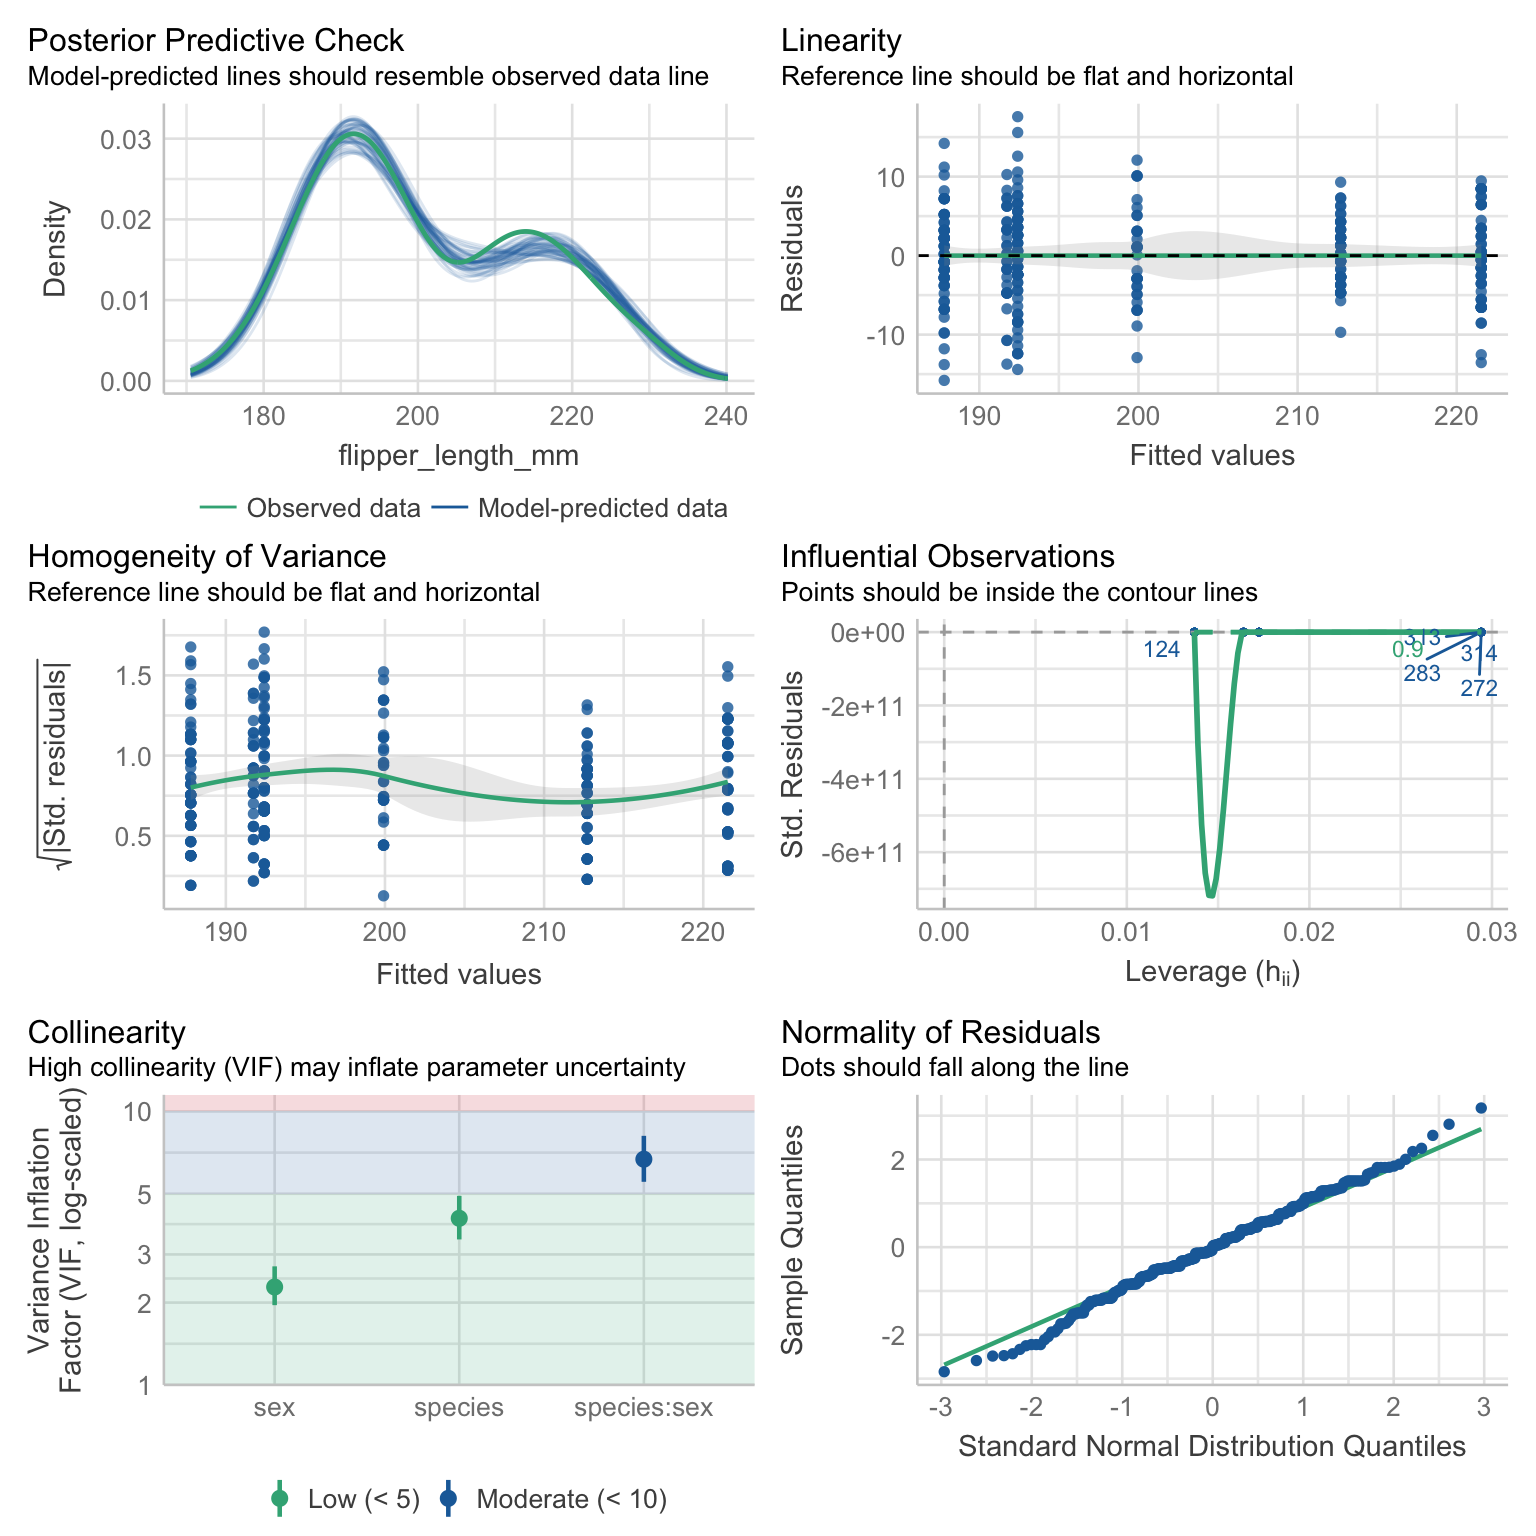 Posterior Predictive Check
Model-predicted lines should resemble observed data line
Density
0.03
0.02
0.01
0.00
180
200
220
240
flipper_length_mm
Observed data
Model-predicted data
Linearity
Reference line should be flat and horizontal
Residuals
10
0
-10
190
200
210
220
Fitted values
Homogeneity of Variance
Reference line should be flat and horizontal
√|Std. residuals|
1.5
1.0
0.5
190
200
210
220
Fitted values
Influential Observations
Points should be inside the contour lines
Std. Residuals
0e+00
-2e+11
-4e+11
-6e+11
124
313
0.9
314
283
272
0.00
0.01
0.02
0.03
Leverage (hᵢᵢ)
Collinearity
High collinearity (VIF) may inflate parameter uncertainty
Variance Inflation
Factor (VIF, log-scaled)
10
5
3
2
1
sex
species
species:sex
Low (< 5)
Moderate (< 10)
Normality of Residuals
Dots should fall along the line
Sample Quantiles
2
0
-2
-3
-2
-1
0
1
2
3
Standard Normal Distribution Quantiles